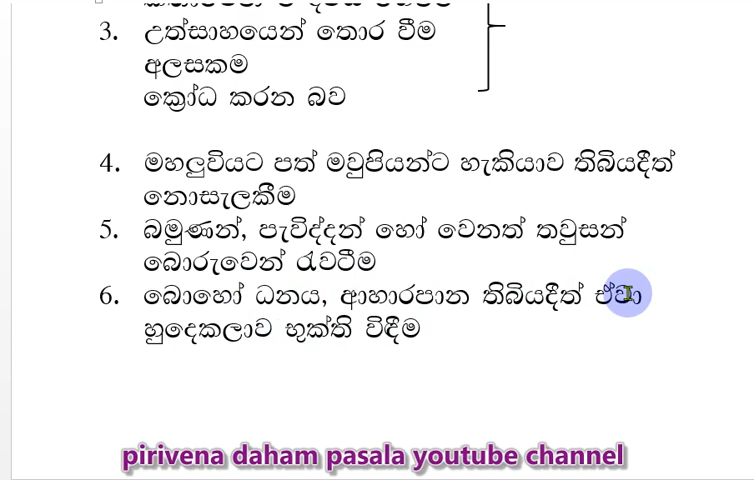 3. උත්සාහයෙන් තොර වීම
අලසකම
ක්‍රෝධ කරන බව
4. මහලුවියට පත් මවුපියන්ට හැකියාව තිබියදීත්
නොසැලකීම
5. බමුණන්, පැවිද්දන් හෝ වෙනත් තවුසන්
බොරුවෙන් රැවටීම
6. බොහෝ ධනය, ආහාරපාන තිබියදීත් ඒවා
හුදෙකලාව භුක්ති විඳීම
pirivena daham pasala youtube channel